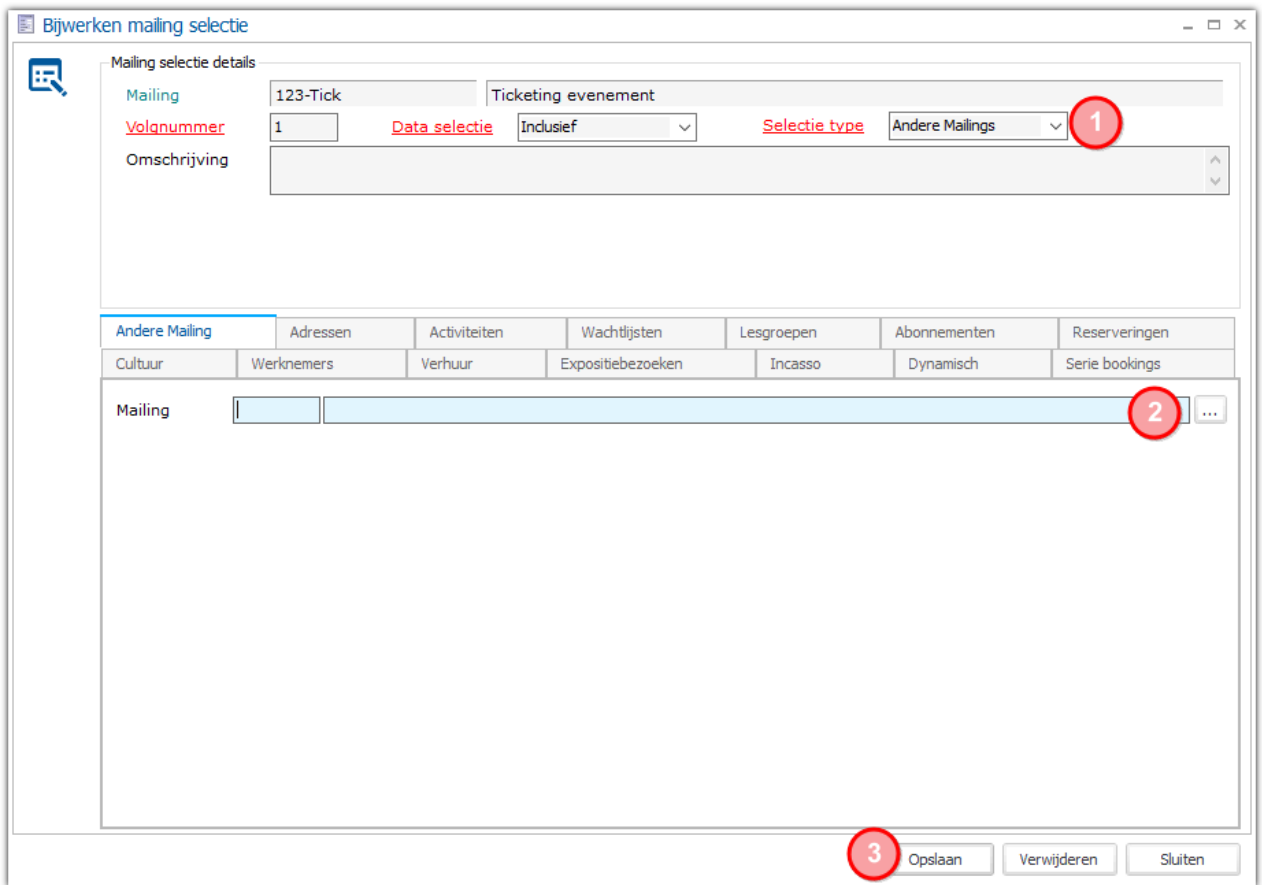 Bijwerken mailing selectie
Mailing selectie details
Mailing 123-Tick Ticketing evenement
Volgnummer 1 Data selectie Inclusief Selectie type Andere Mailings 1
Omschrijving
Andere Mailing Adressen Activiteiten Wachtlijsten Lesgroepen Abonnementen Reserveringen
Cultuur Werknemers Verhuur Expositiebezoeken Incasso Dynamisch Serie bookings
Mailing 2 ...
3 Opslaan Verwijderen Sluiten